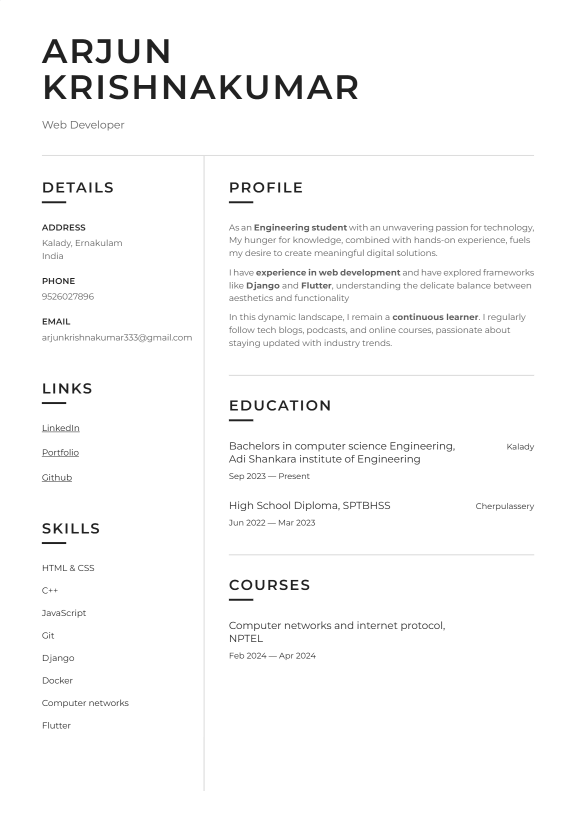 ARJUN
KRISHNAKUMAR
Web Developer
DETAILS
ADDRESS
Kalady, Ernakulam
India
PHONE
9526027896
EMAIL
arjunkrishnakumar333@gmail.com
LINKS
LinkedIn
Portfolio
Github
SKILLS
HTML & CSS
C++
JavaScript
Git
Django
Docker
Computer networks
Flutter
PROFILE
As an Engineering student with an unwavering passion for technology,
My hunger for knowledge, combined with hands-on experience, fuels
my desire to create meaningful digital solutions.
I have experience in web development and have explored frameworks
like Django and Flutter, understanding the delicate balance between
aesthetics and functionality
In this dynamic landscape, I remain a continuous learner. I regularly
follow tech blogs, podcasts, and online courses, passionate about
staying updated with industry trends.
EDUCATION
Bachelors in computer science Engineering, Kalady
Adi Shankara institute of Engineering
Sep 2023 — Present
High School Diploma, SPTBHSS Cherpulassery
Jun 2022 — Mar 2023
COURSES
Computer networks and internet protocol,
NPTEL
Feb 2024 — Apr 2024